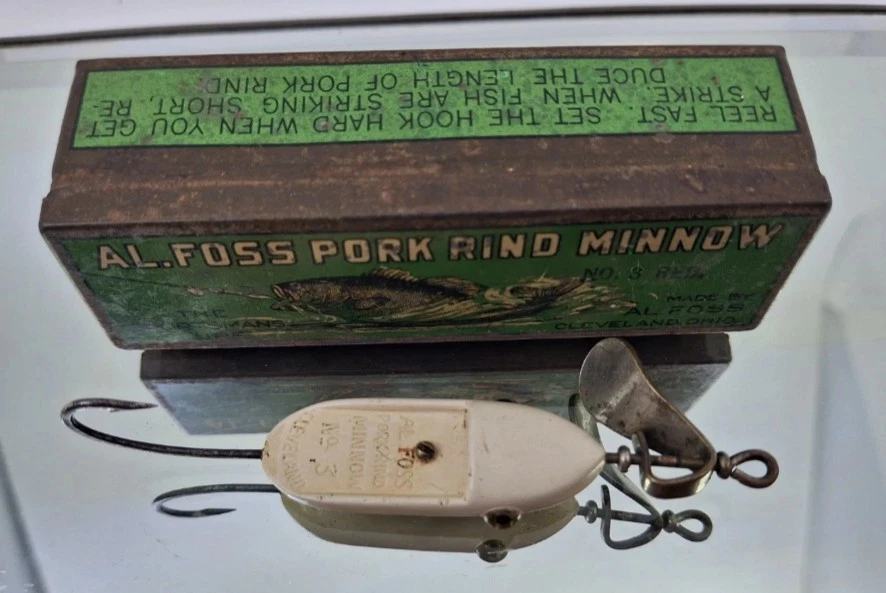 REEL FAST. SET THE HOOK HARD WHEN YOU GET
A STRIKE. WHEN FISH ARE STRIKING SHORT, RE-
DUCE THE LENGTH OF PORK RIND.
AL. FOSS PORK RIND MINNOW
NO. 3 RED
THE
MADE BY
AL. FOSS
CLEVELAND, OHIO
AL FOSS
PORK RIND
MINNOW
No. 3
CLEVELAND